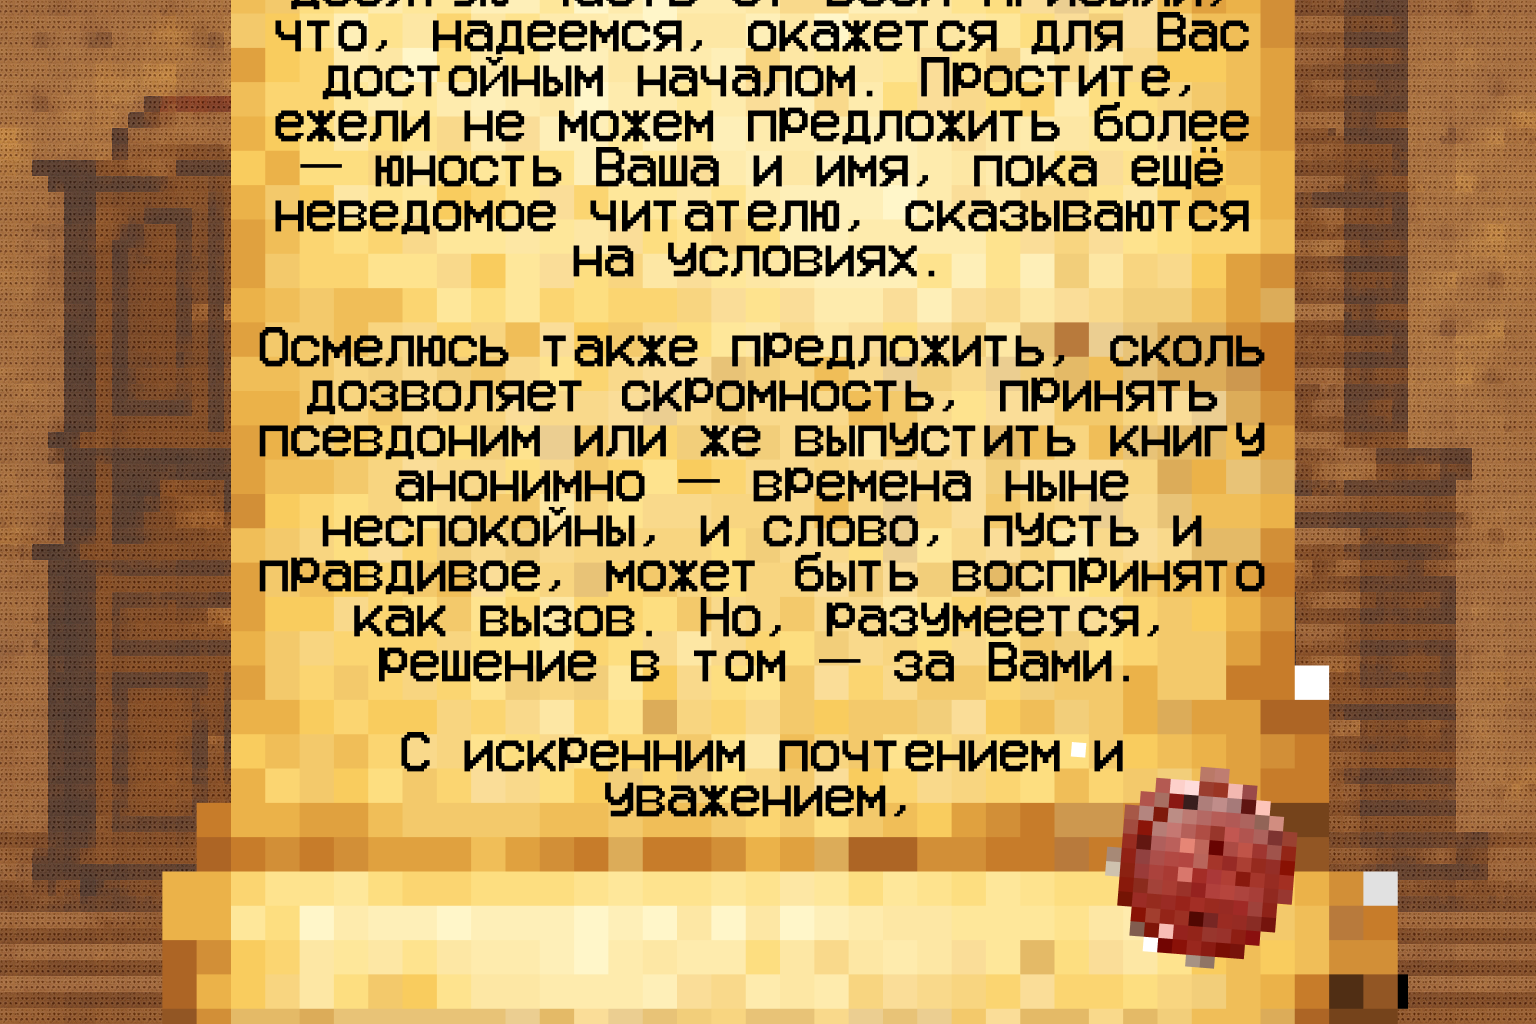 что, надеемся, окажется для Вас
достойным началом. Простите,
ежели не можем предложить более
— юность Ваша и имя, пока ещё
неведомое читателю, сказываются
на условиях.
Осмелюсь также предложить, сколь
дозволяет скромность, принять
псевдоним или же выпустить книгу
анонимно — времена ныне
неспокойны, и слово, пусть и
правдивое, может быть воспринято
как вызов. Но, разумеется,
решение в том — за Вами.
С искренним почтением и
уважением,